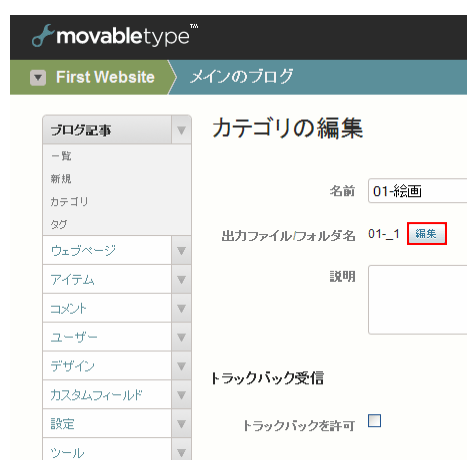 movabletype™
First Website メインのブログ
ブログ記事
一覧
新規
カテゴリ
タグ
ウェブページ
アイテム
コメント
ユーザー
デザイン
カスタムフィールド
設定
ツール
カテゴリの編集
名前 01-絵画
出力ファイル/フォルダ名 01-_1 編集
説明
トラックバック受信
トラックバックを許可